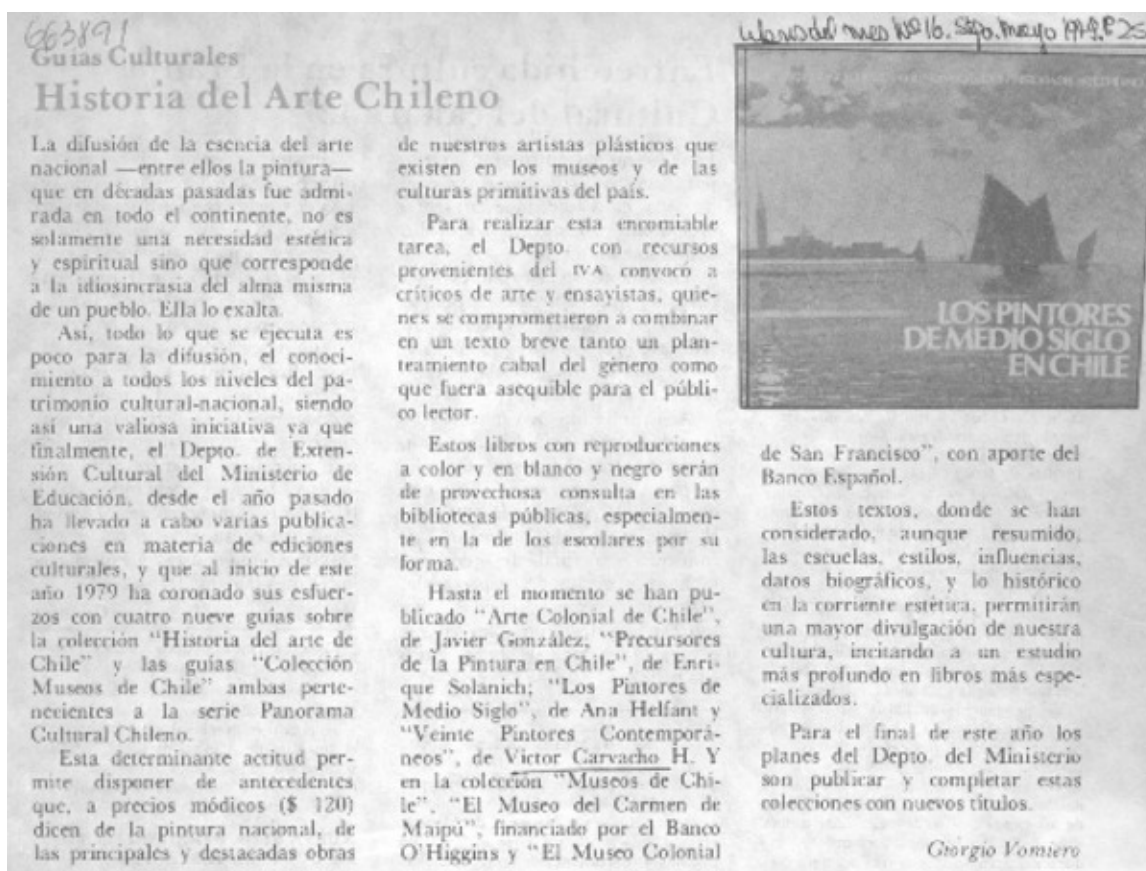 663891
Libros del mes Nº 16. Stgo. Mayo 1979. P 25
Guías Culturales
Historia del Arte Chileno
La difusión de la esencia del arte
nacional —entre ellos la pintura—
que en décadas pasadas fue admi-
rada en todo el continente, no es
solamente una necesidad estética
y espiritual sino que corresponde
a la idiosincrasia del alma misma
de un pueblo. Ella lo exalta.
Así, todo lo que se ejecuta es
poco para la difusión, el conoci-
miento a todos los niveles del pa-
trimonio cultural-nacional, siendo
así una valiosa iniciativa ya que
finalmente, el Depto. de Exten-
sión Cultural del Ministerio de
Educación, desde el año pasado
ha llevado a cabo varias publica-
ciones en materia de ediciones
culturales, y que al inicio de este
año 1979 ha coronado sus esfuer-
zos con cuatro nueve guías sobre
la colección "Historia del arte de
Chile" y las guías "Colección
Museos de Chile" ambas perte-
necientes a la serie Panorama
Cultural Chileno.
Esta determinante actitud per-
mite disponer de antecedentes
que, a precios módicos ($ 120)
dicen de la pintura nacional, de
las principales y destacadas obras
de nuestros artistas plásticos que
existen en los museos y de las
culturas primitivas del país.
Para realizar esta encomiable
tarea, el Depto. con recursos
provenientes del IVA convocó a
críticos de arte y ensayistas, quie-
nes se comprometieron a combinar
en un texto breve tanto un plan-
teamiento cabal del género como
que fuera asequible para el públi-
co lector.
Estos libros con reproducciones
a color y en blanco y negro serán
de provechosa consulta en las
bibliotecas públicas, especialmen-
te en la de los escolares por su
forma.
Hasta el momento se han pu-
blicado "Arte Colonial de Chile",
de Javier González, "Precursores
de la Pintura en Chile", de Enri-
que Solanich; "Los Pintores de
Medio Siglo", de Ana Helfant y
"Veinte Pintores Contemporá-
neos", de Víctor Carvacho H. Y
en la colección "Museos de Chi-
le", "El Museo del Carmen de
Maipú", financiado por el Banco
O'Higgins y "El Museo Colonial
LOS PINTORES
DE MEDIO SIGLO
EN CHILE
de San Francisco", con aporte del
Banco Español.
Estos textos, donde se han
considerado, aunque resumido,
las escuelas, estilos, influencias,
datos biográficos, y lo histórico
en la corriente estética, permitirán
una mayor divulgación de nuestra
cultura, incitando a un estudio
más profundo en libros más espe-
cializados.
Para el final de este año los
planes del Depto. del Ministerio
son publicar y completar estas
colecciones con nuevos títulos.
Giorgio Vomiero